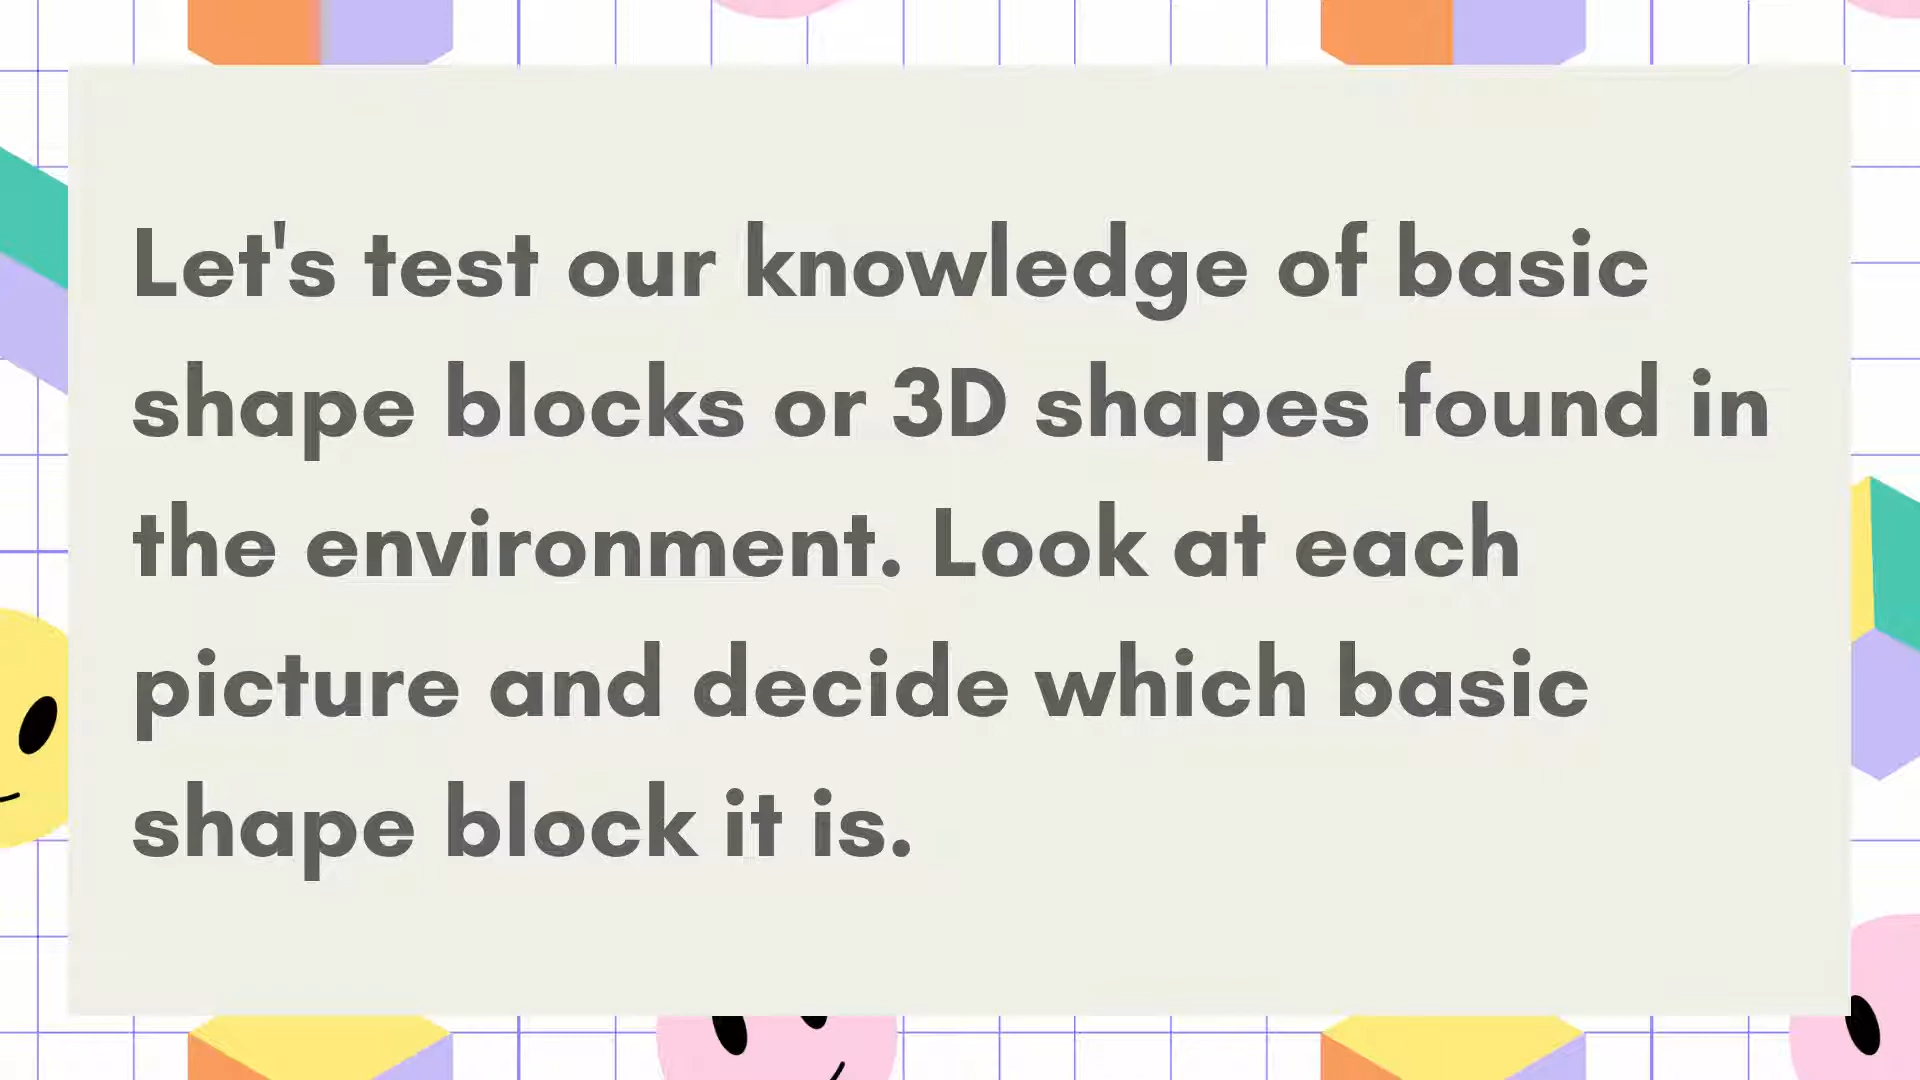 Let's test our knowledge of basic
shape blocks or 3D shapes found in
the environment. Look at each
picture and decide which basic
shape block it is.